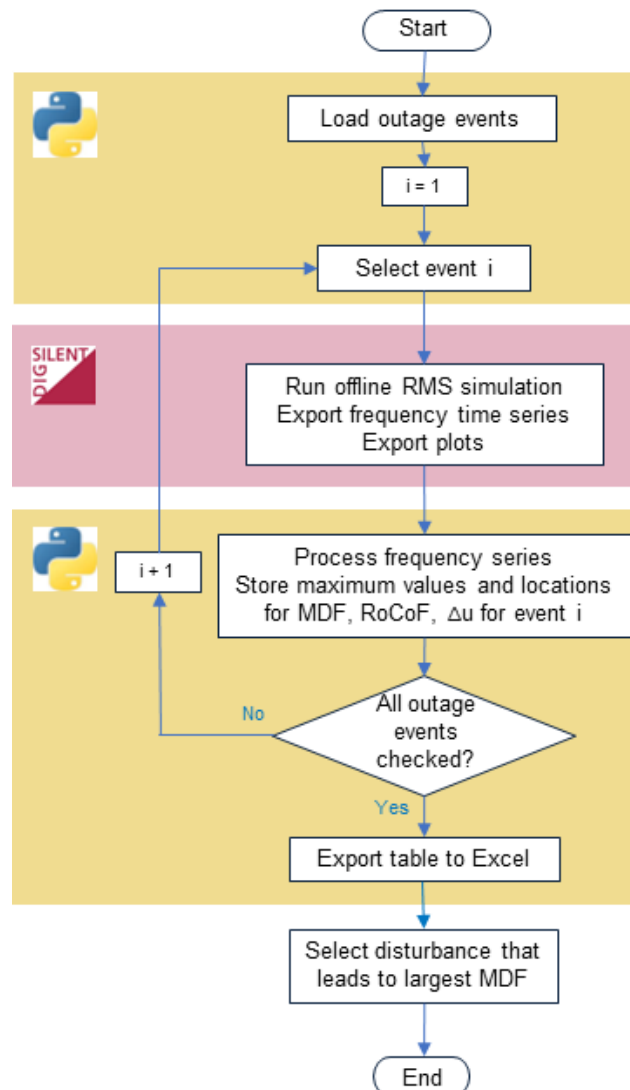 Start
Load outage events
i = 1
Select event i
DIG
SILENT
Run offline RMS simulation
Export frequency time series
Export plots
i + 1
Process frequency series
Store maximum values and locations
for MDF, RoCoF, Δu for event i
No
All outage
events
checked?
Yes
Export table to Excel
Select disturbance that
leads to largest MDF
End